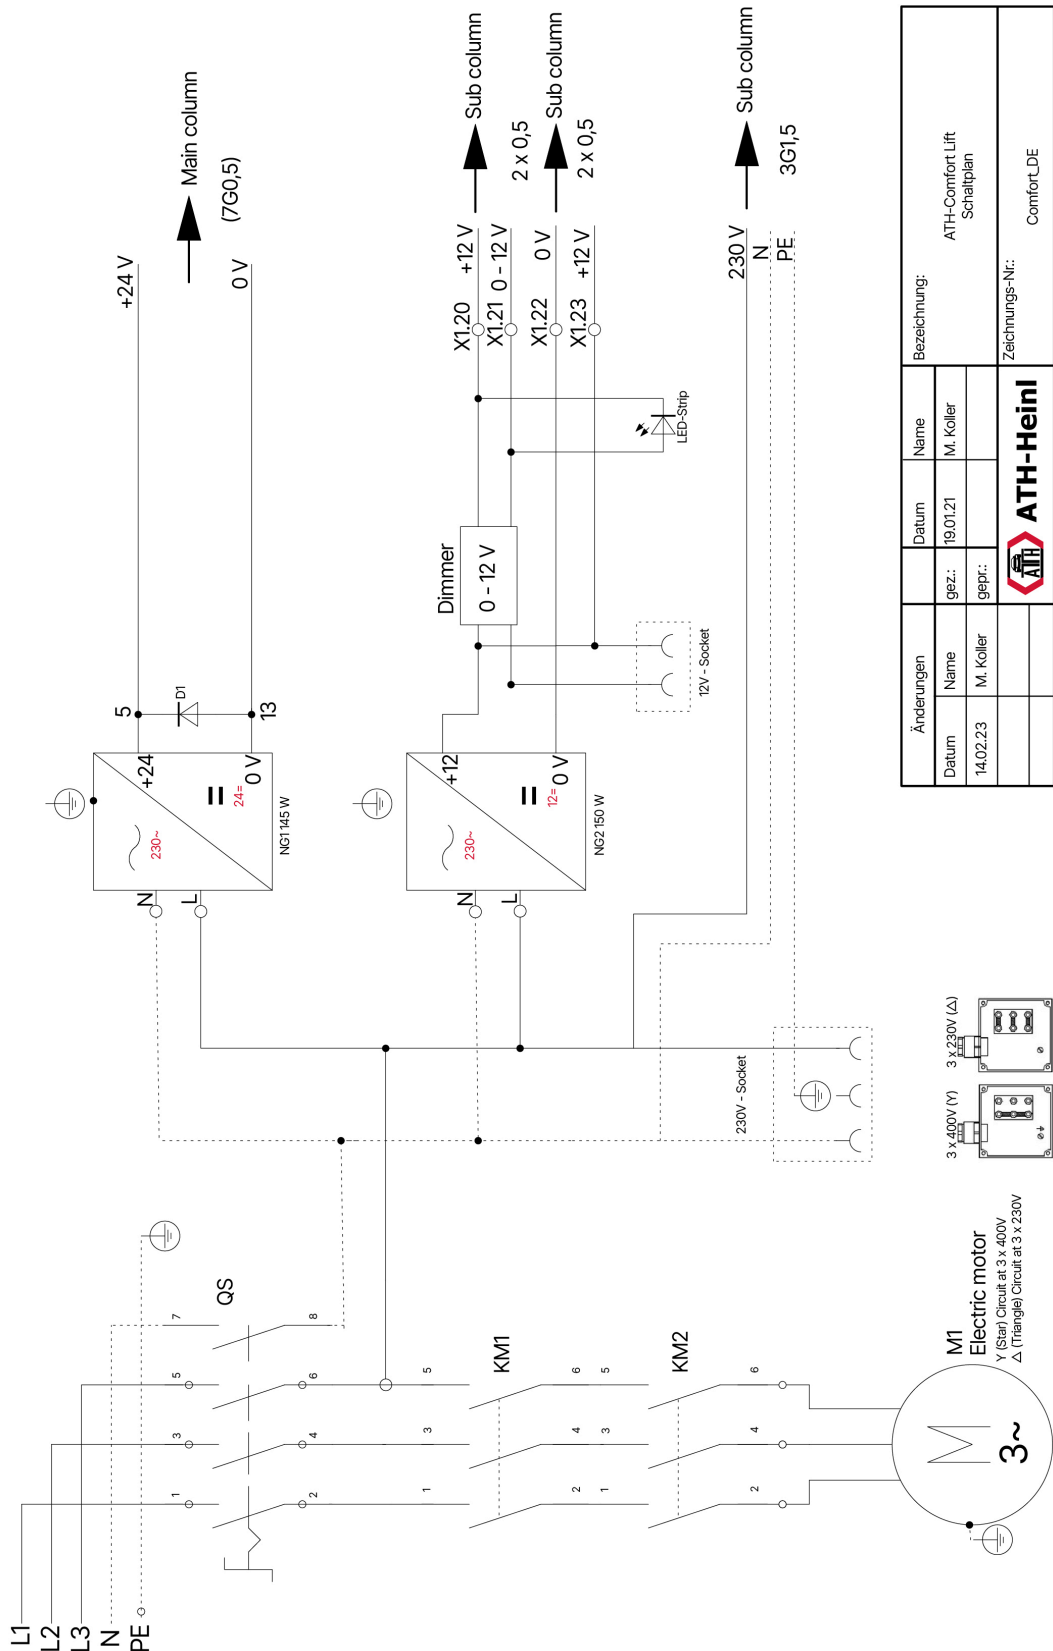 L1
L2
L3
N
PE
1
3
5
7
QS
2
4
6
8
1
3
5
KM1
2
4
6
1
3
5
KM2
2
4
6
M
3~
M1
Electric motor
Y (Star) Circuit at 3 x 400V
△ (Triangle) Circuit at 3 x 230V
3 x 400V (Y)
3 x 230V (△)
230V - Socket
N
L
230~
24=
+24
0 V
NG1 145 W
5
13
D1
+24 V
0 V
Main column
(7G0,5)
N
L
230~
12=
+12
0 V
NG2 150 W
Dimmer
0 - 12 V
12V - Socket
LED-Strip
X1.20
+12 V
X1.21
0 - 12 V
X1.22
0 V
X1.23
+12 V
Sub column
2 x 0,5
Sub column
2 x 0,5
230 V
N
PE
Sub column
3G1,5
Änderungen
Datum
Name
14.02.23
M. Koller
Datum
Name
gez.:
19.01.21
M. Koller
gepr.:
ATH
ATH-Heinl
Bezeichnung:
ATH-Comfort Lift
Schaltplan
Zeichnungs-Nr.:
Comfort_DE